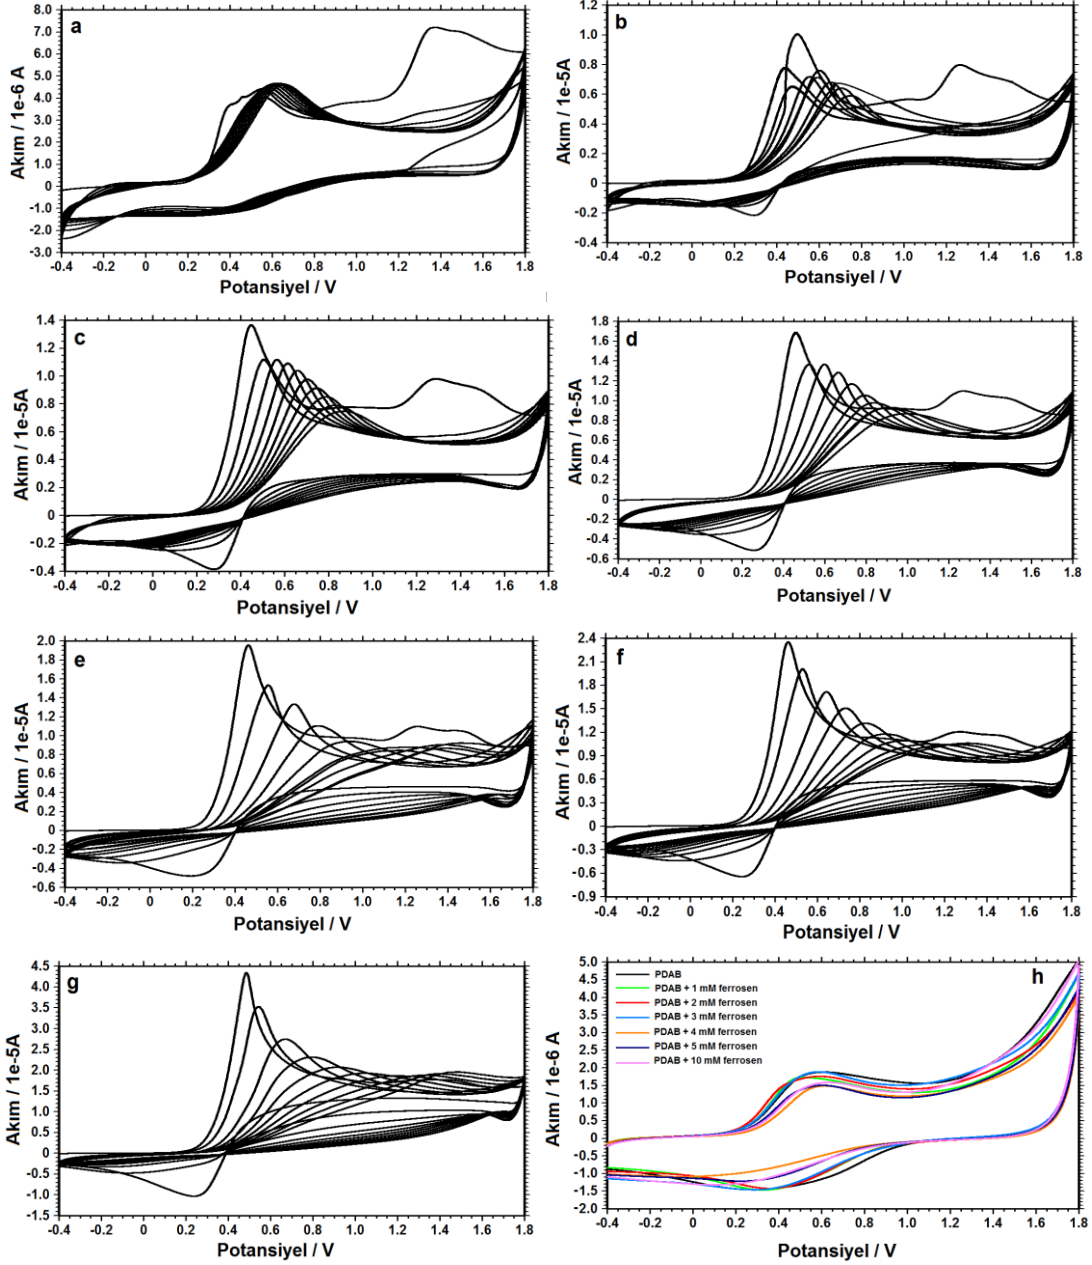 a
8.0
7.0
6.0
5.0
4.0
3.0
2.0
1.0
0
-1.0
-2.0
-3.0
Akım / 1e-6 A
-0.4 -0.2 0 0.2 0.4 0.6 0.8 1.0 1.2 1.4 1.6 1.8
Potansiyel / V
b
1.2
1.0
0.8
0.6
0.4
0.2
0
-0.2
-0.4
Akım / 1e-5A
-0.4 -0.2 0 0.2 0.4 0.6 0.8 1.0 1.2 1.4 1.6 1.8
Potansiyel / V
c
1.4
1.2
1.0
0.8
0.6
0.4
0.2
0
-0.2
-0.4
Akım / 1e-5A
-0.4 -0.2 0 0.2 0.4 0.6 0.8 1.0 1.2 1.4 1.6 1.8
Potansiyel / V
d
1.8
1.6
1.4
1.2
1.0
0.8
0.6
0.4
0.2
0
-0.2
-0.4
-0.6
Akım / 1e-5A
-0.4 -0.2 0 0.2 0.4 0.6 0.8 1.0 1.2 1.4 1.6 1.8
Potansiyel / V
e
2.0
1.8
1.6
1.4
1.2
1.0
0.8
0.6
0.4
0.2
0
-0.2
-0.4
-0.6
Akım / 1e-5A
-0.4 -0.2 0 0.2 0.4 0.6 0.8 1.0 1.2 1.4 1.6 1.8
Potansiyel / V
f
2.4
2.1
1.8
1.5
1.2
0.9
0.6
0.3
0
-0.3
-0.6
-0.9
Akım / 1e-5A
-0.4 -0.2 0 0.2 0.4 0.6 0.8 1.0 1.2 1.4 1.6 1.8
Potansiyel / V
g
4.5
4.0
3.5
3.0
2.5
2.0
1.5
1.0
0.5
0
-0.5
-1.0
-1.5
Akım / 1e-5A
-0.4 -0.2 0 0.2 0.4 0.6 0.8 1.0 1.2 1.4 1.6 1.8
Potansiyel / V
h
5.0
4.5
4.0
3.5
3.0
2.5
2.0
1.5
1.0
0.5
0
-0.5
-1.0
-1.5
-2.0
Akım / 1e-6 A
PDAB
PDAB + 1 mM ferrosen
PDAB + 2 mM ferrosen
PDAB + 3 mM ferrosen
PDAB + 4 mM ferrosen
PDAB + 5 mM ferrosen
PDAB + 10 mM ferrosen
-0.4 -0.2 0 0.2 0.4 0.6 0.8 1.0 1.2 1.4 1.6 1.8
Potansiyel / V